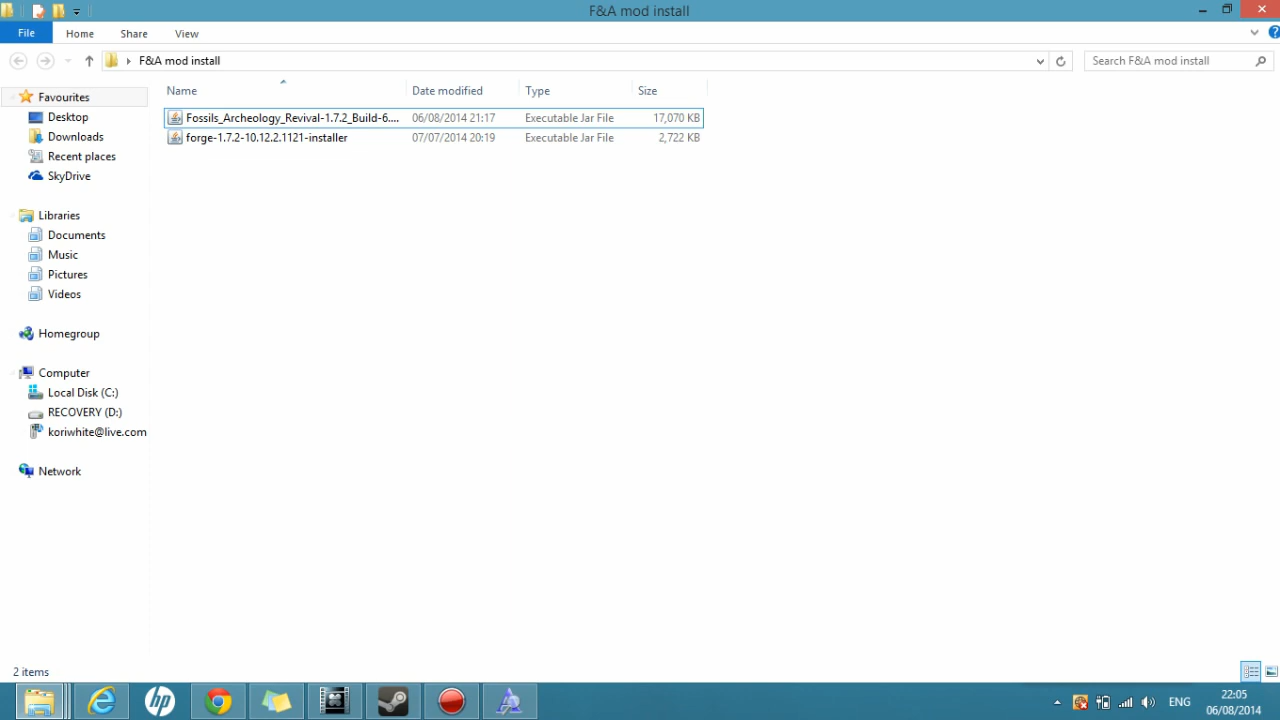 F&A mod install
File Home Share View
F&A mod install
Search F&A mod install
Name Date modified Type Size
Fossils_Archeology_Revival-1.7.2_Build-6.... 06/08/2014 21:17 Executable Jar File 17,070 KB
forge-1.7.2-10.12.2.1121-installer 07/07/2014 20:19 Executable Jar File 2,722 KB
Favourites
Desktop
Downloads
Recent places
SkyDrive
Libraries
Documents
Music
Pictures
Videos
Homegroup
Computer
Local Disk (C:)
RECOVERY (D:)
koriwhite@live.com
Network
2 items
hp
ENG
22:05
06/08/2014